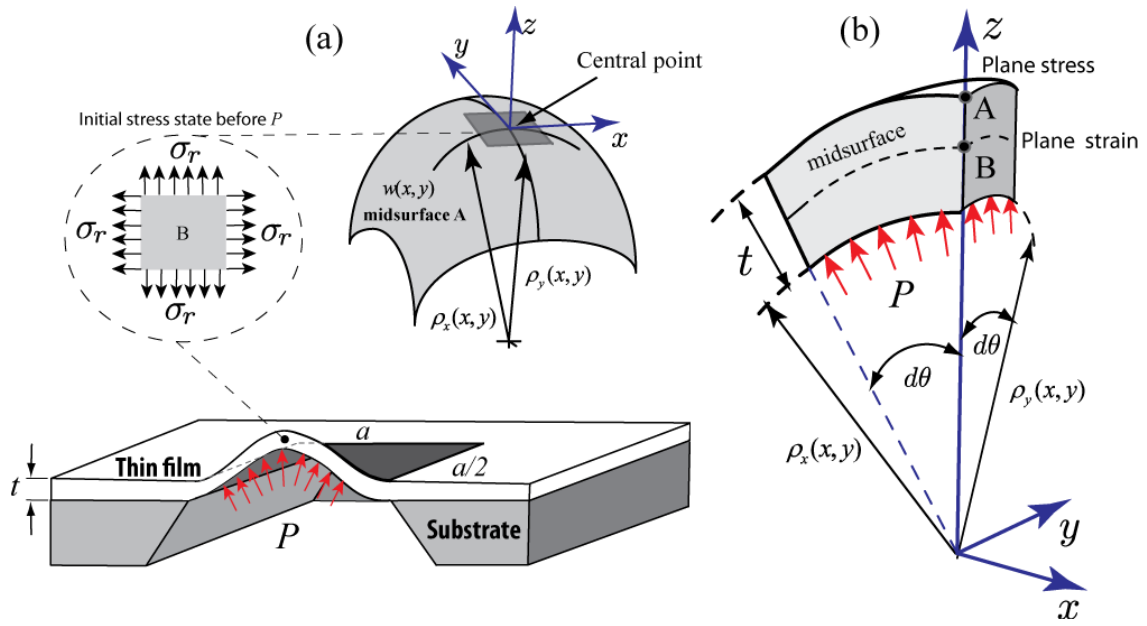 (a)
z
y
Central point
x
Initial stress state before P
σr
σr
B
σr
σr
w(x, y)
midsurface A
ρy(x, y)
ρx(x, y)
a
a/2
Thin film
t
P
Substrate
(b)
z
Plane stress
A
midsurface
Plane strain
B
t
P
dθ
dθ
ρx(x, y)
ρy(x, y)
y
x